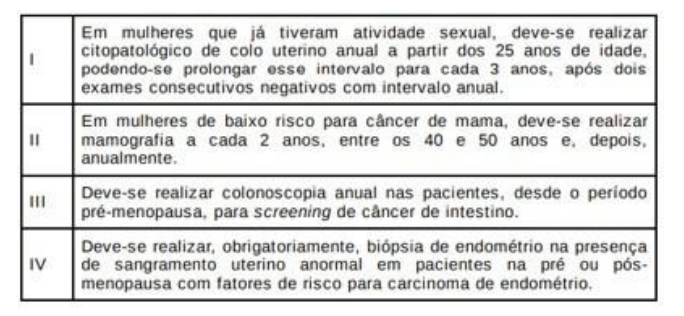 I
Em mulheres que já tiveram atividade sexual, deve-se realizar
citopatológico de colo uterino anual a partir dos 25 anos de idade,
podendo-se prolongar esse intervalo para cada 3 anos, após dois
exames consecutivos negativos com intervalo anual.
II
Em mulheres de baixo risco para câncer de mama, deve-se realizar
mamografia a cada 2 anos, entre os 40 e 50 anos e, depois,
anualmente.
III
Deve-se realizar colonoscopia anual nas pacientes, desde o período
pré-menopausa, para screening de câncer de intestino.
IV
Deve-se realizar, obrigatoriamente, biópsia de endométrio na presença
de sangramento uterino anormal em pacientes na pré ou pós-
menopausa com fatores de risco para carcinoma de endométrio.